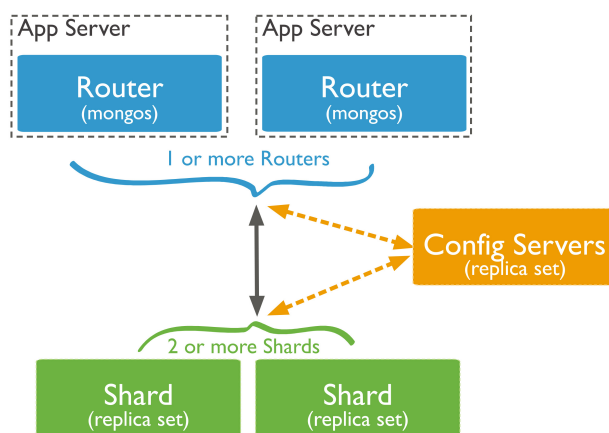 App Server
App Server
Router
(mongos)
Router
(mongos)
1 or more Routers
Config Servers
(replica set)
2 or more Shards
Shard
(replica set)
Shard
(replica set)